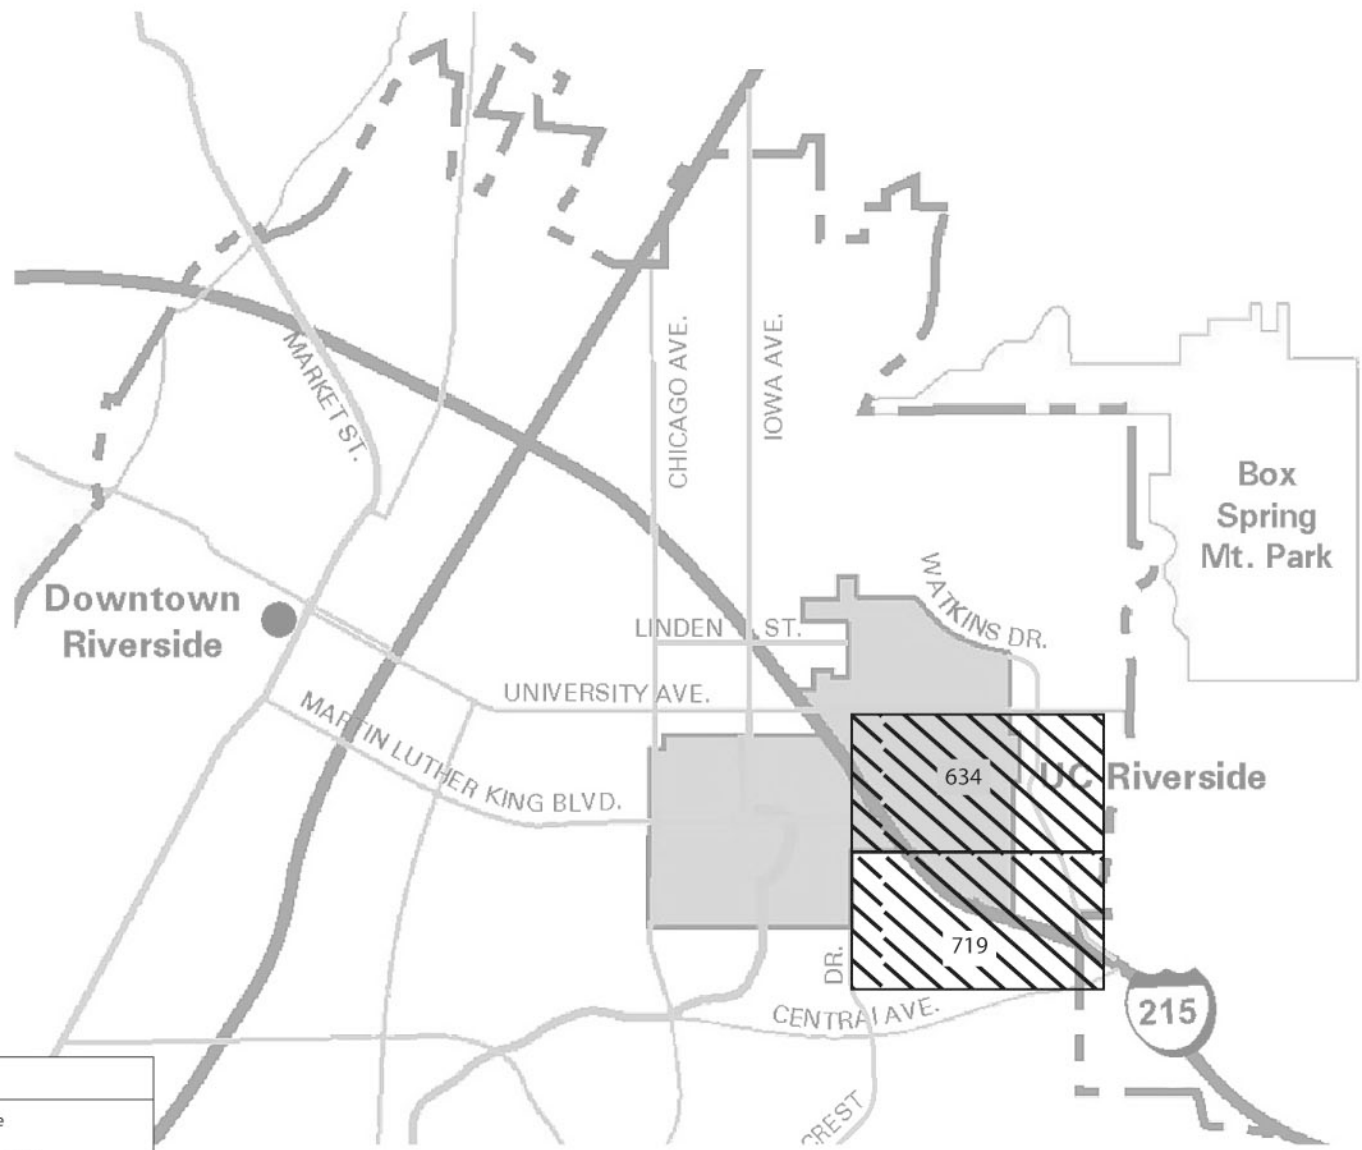 MARKET ST.
CHICAGO AVE.
IOWA AVE.
Box
Spring
Mt. Park
WATKINS DR.
Downtown
Riverside
LINDEN ST.
UNIVERSITY AVE.
MARTIN LUTHER KING BLVD.
634
UC Riverside
719
DR.
CENTRAL AVE.
215
CREST
e